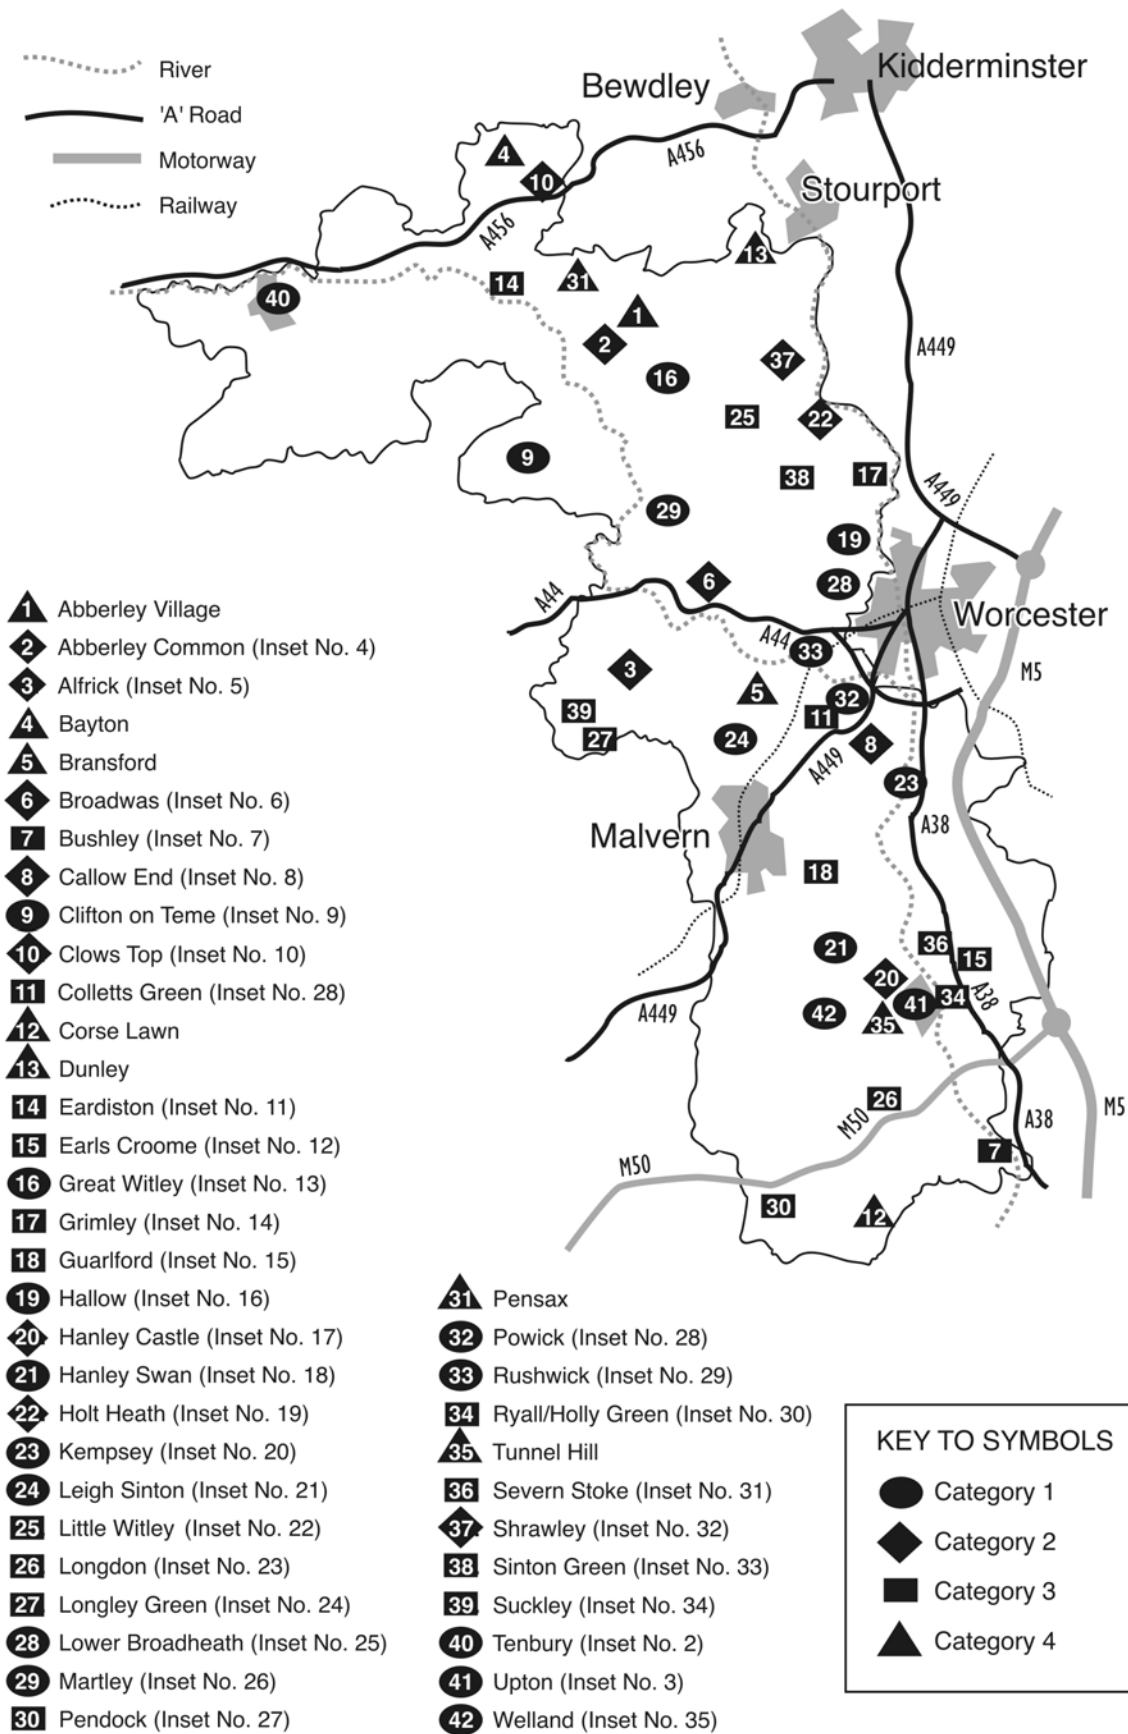 River
'A' Road
Motorway
Railway
Kidderminster
Bewdley
A456
4
10
Stourport
A456
13
14
31
40
1
A449
2
37
16
25
22
9
38
17
A449
29
19
6
28
A44
Worcester
A44
33
M5
3
5
32
39
11
27
24
8
A449
23
Malvern
A38
18
36
21
15
20
A38
34
41
A449
42
35
26
M50
M5
A38
7
M50
30
12
1 Abberley Village
2 Abberley Common (Inset No. 4)
3 Alfrick (Inset No. 5)
4 Bayton
5 Bransford
6 Broadwas (Inset No. 6)
7 Bushley (Inset No. 7)
8 Callow End (Inset No. 8)
9 Clifton on Teme (Inset No. 9)
10 Clows Top (Inset No. 10)
11 Colletts Green (Inset No. 28)
12 Corse Lawn
13 Dunley
14 Eardiston (Inset No. 11)
15 Earls Croome (Inset No. 12)
16 Great Witley (Inset No. 13)
17 Grimley (Inset No. 14)
18 Guarlford (Inset No. 15)
19 Hallow (Inset No. 16)
20 Hanley Castle (Inset No. 17)
21 Hanley Swan (Inset No. 18)
22 Holt Heath (Inset No. 19)
23 Kempsey (Inset No. 20)
24 Leigh Sinton (Inset No. 21)
25 Little Witley (Inset No. 22)
26 Longdon (Inset No. 23)
27 Longley Green (Inset No. 24)
28 Lower Broadheath (Inset No. 25)
29 Martley (Inset No. 26)
30 Pendock (Inset No. 27)
31 Pensax
32 Powick (Inset No. 28)
33 Rushwick (Inset No. 29)
34 Ryall/Holly Green (Inset No. 30)
35 Tunnel Hill
36 Severn Stoke (Inset No. 31)
37 Shrawley (Inset No. 32)
38 Sinton Green (Inset No. 33)
39 Suckley (Inset No. 34)
40 Tenbury (Inset No. 2)
41 Upton (Inset No. 3)
42 Welland (Inset No. 35)
KEY TO SYMBOLS
Category 1
Category 2
Category 3
Category 4